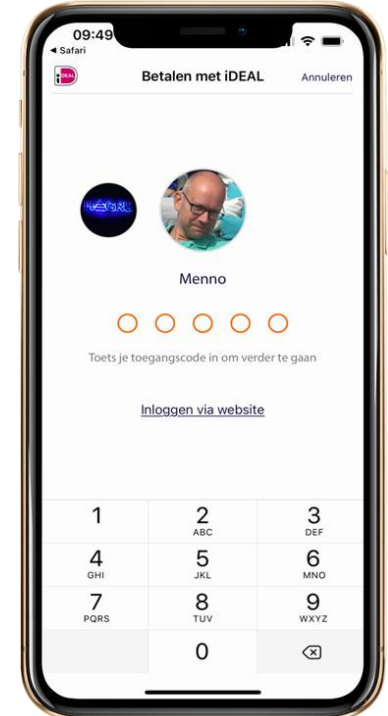 09:49
◀ Safari
iDEAL
Betalen met iDEAL
Annuleren
Menno
Toets je toegangscode in om verder te gaan
Inloggen via website
1
2
ABC
3
DEF
4
GHI
5
JKL
6
MNO
7
PQRS
8
TUV
9
WXYZ
0